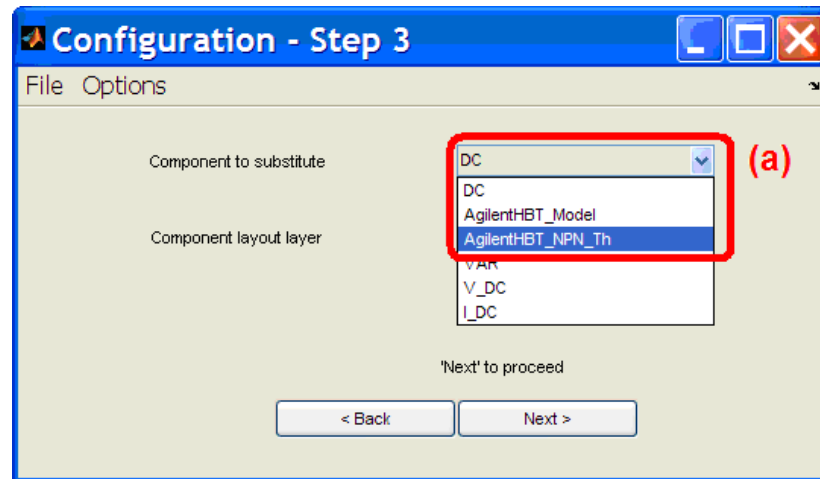 Configuration - Step 3
File Options
Component to substitute DC (a)
DC
AgilentHBT_Model
Component layout layer AgilentHBT_NPN_Th
VAR
V_DC
I_DC
'Next' to proceed
< Back Next >